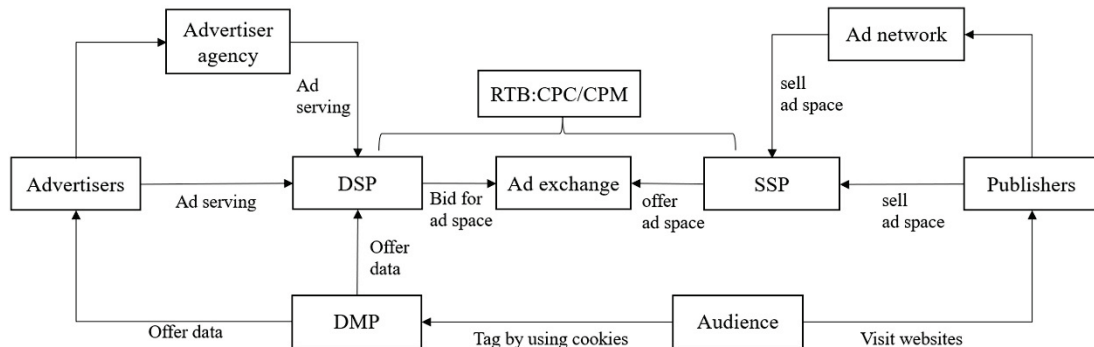 Advertiser
agency
Ad network
Ad
serving
RTB:CPC/CPM
sell
ad space
Advertisers
Ad serving
DSP
Bid for
ad space
Ad exchange
offer
ad space
SSP
sell
ad space
Publishers
Offer
data
Offer data
DMP
Tag by using cookies
Audience
Visit websites